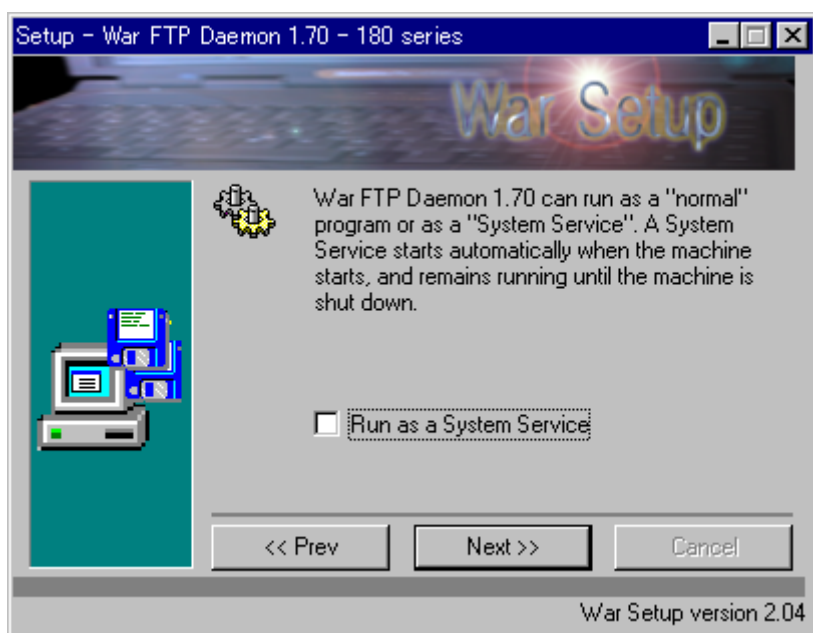 Setup - War FTP Daemon 1.70 - 180 series
War Setup
War FTP Daemon 1.70 can run as a "normal"
program or as a "System Service". A System
Service starts automatically when the machine
starts, and remains running until the machine is
shut down.
Run as a System Service
<< Prev
Next >>
Cancel
War Setup version 2.04